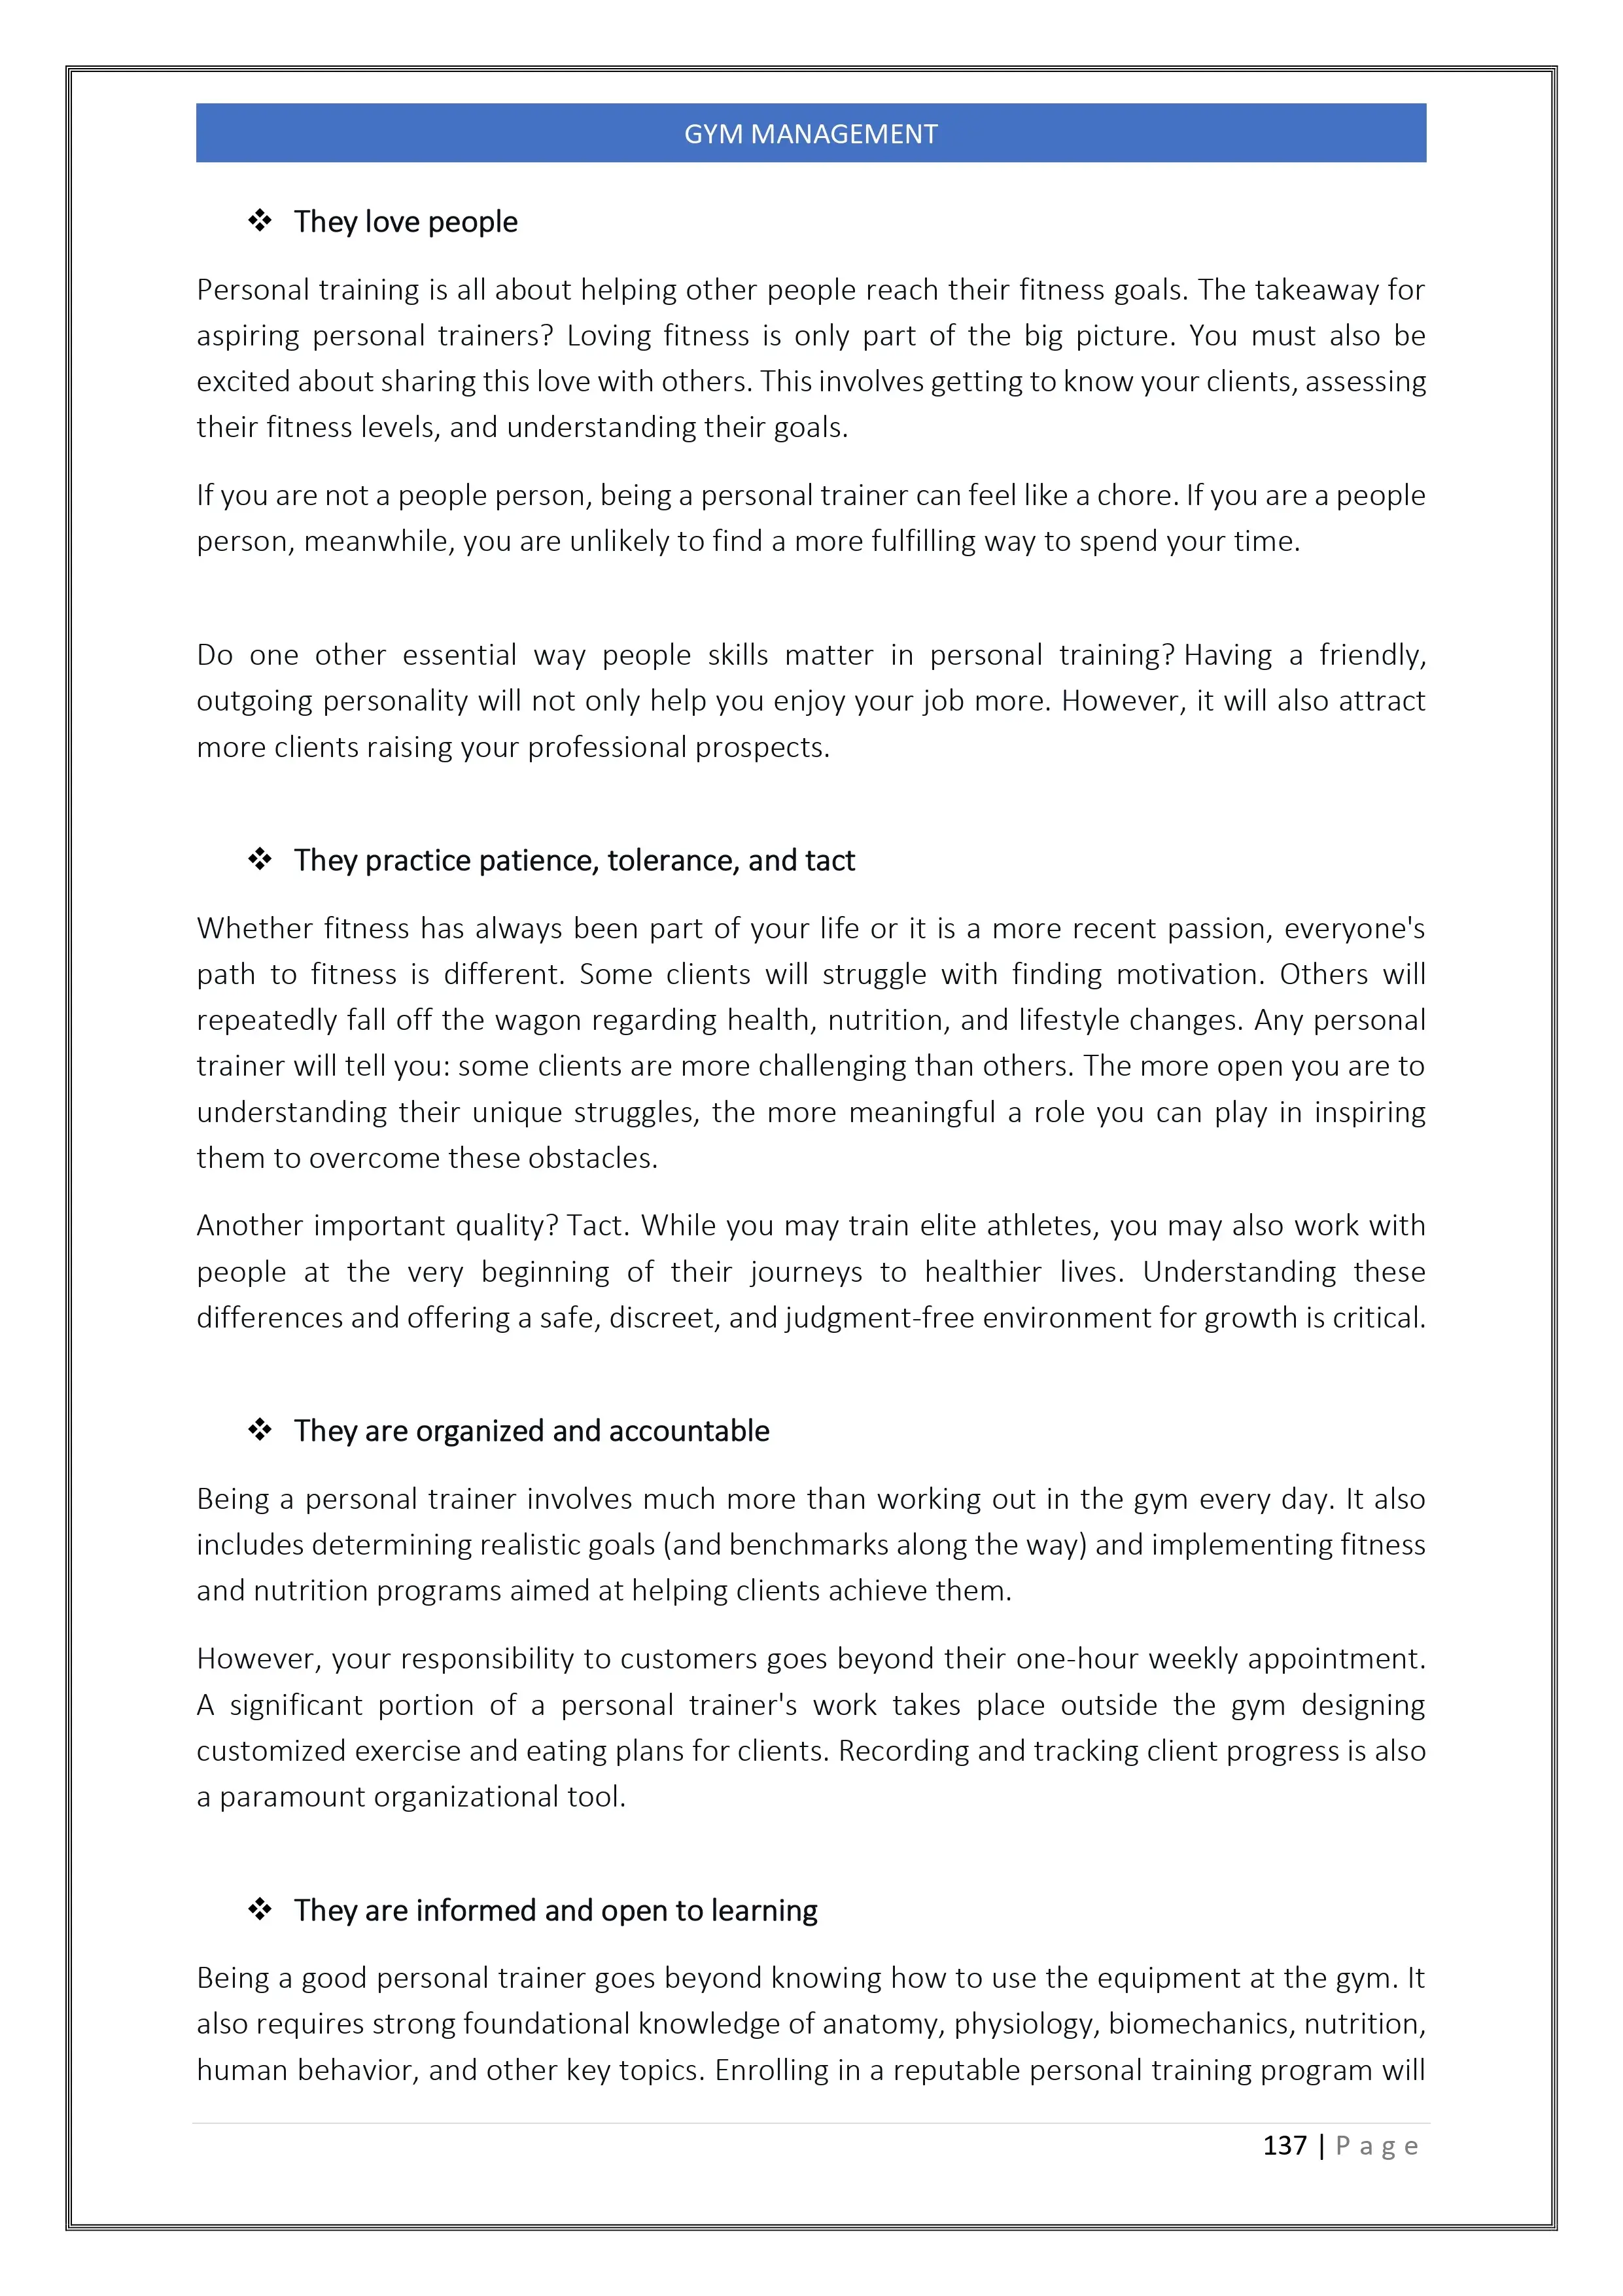 GYM MANAGEMENT
❖ They love people
Personal training is all about helping other people reach their fitness goals. The takeaway for
aspiring personal trainers? Loving fitness is only part of the big picture. You must also be
excited about sharing this love with others. This involves getting to know your clients, assessing
their fitness levels, and understanding their goals.
If you are not a people person, being a personal trainer can feel like a chore. If you are a people
person, meanwhile, you are unlikely to find a more fulfilling way to spend your time.
Do one other essential way people skills matter in personal training? Having a friendly,
outgoing personality will not only help you enjoy your job more. However, it will also attract
more clients raising your professional prospects.
❖ They practice patience, tolerance, and tact
Whether fitness has always been part of your life or it is a more recent passion, everyone's
path to fitness is different. Some clients will struggle with finding motivation. Others will
repeatedly fall off the wagon regarding health, nutrition, and lifestyle changes. Any personal
trainer will tell you: some clients are more challenging than others. The more open you are to
understanding their unique struggles, the more meaningful a role you can play in inspiring
them to overcome these obstacles.
Another important quality? Tact. While you may train elite athletes, you may also work with
people at the very beginning of their journeys to healthier lives. Understanding these
differences and offering a safe, discreet, and judgment-free environment for growth is critical.
❖ They are organized and accountable
Being a personal trainer involves much more than working out in the gym every day. It also
includes determining realistic goals (and benchmarks along the way) and implementing fitness
and nutrition programs aimed at helping clients achieve them.
However, your responsibility to customers goes beyond their one-hour weekly appointment.
A significant portion of a personal trainer's work takes place outside the gym designing
customized exercise and eating plans for clients. Recording and tracking client progress is also
a paramount organizational tool.
❖ They are informed and open to learning
Being a good personal trainer goes beyond knowing how to use the equipment at the gym. It
also requires strong foundational knowledge of anatomy, physiology, biomechanics, nutrition,
human behavior, and other key topics. Enrolling in a reputable personal training program will
137 | P a g e